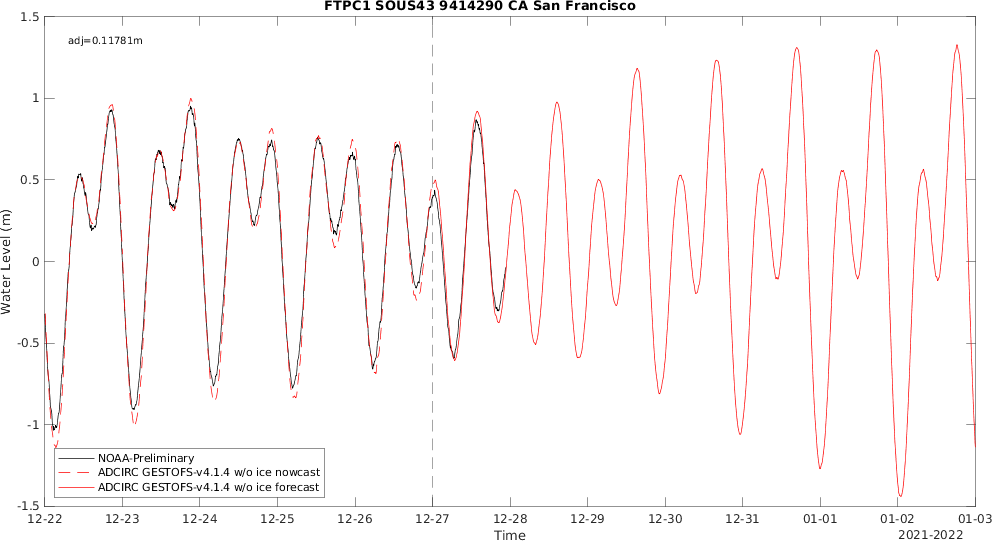 FTPC1 SOUS43 9414290 CA San Francisco
adj=0.11781m
Water Level (m)
1.5
1
0.5
0
-0.5
-1
-1.5
NOAA-Preliminary
ADCIRC GESTOFS-v4.1.4 w/o ice nowcast
ADCIRC GESTOFS-v4.1.4 w/o ice forecast
12-22 12-23 12-24 12-25 12-26 12-27 12-28 12-29 12-30 12-31 01-01 01-02 01-03
Time
2021-2022